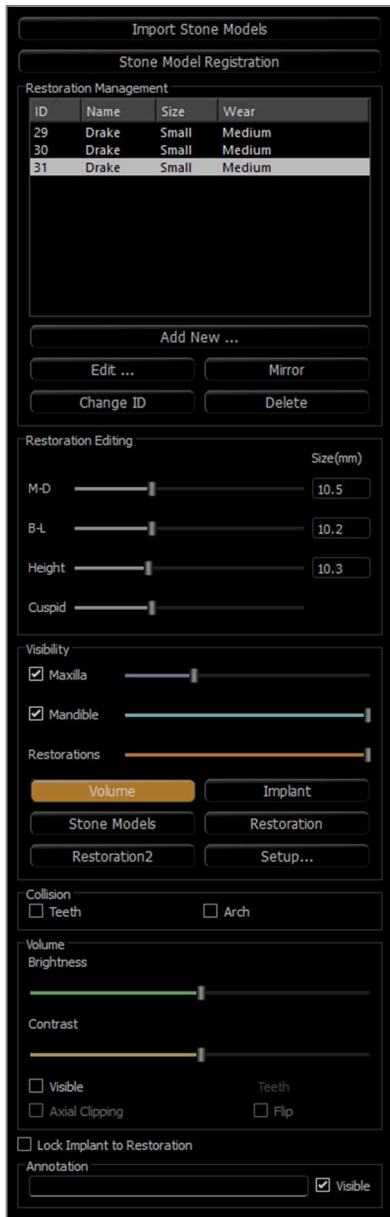 Import Stone Models
Stone Model Registration
Restoration Management
ID Name Size Wear
29 Drake Small Medium
30 Drake Small Medium
31 Drake Small Medium
Add New ...
Edit ... Mirror
Change ID Delete
Restoration Editing
Size(mm)
M-D 10.5
B-L 10.2
Height 10.3
Cuspid
Visibility
Maxilla
Mandible
Restorations
Volume Implant
Stone Models Restoration
Restoration2 Setup...
Collision
Teeth Arch
Volume
Brightness
Contrast
Visible Teeth
Axial Clipping Flip
Lock Implant to Restoration
Annotation
Visible